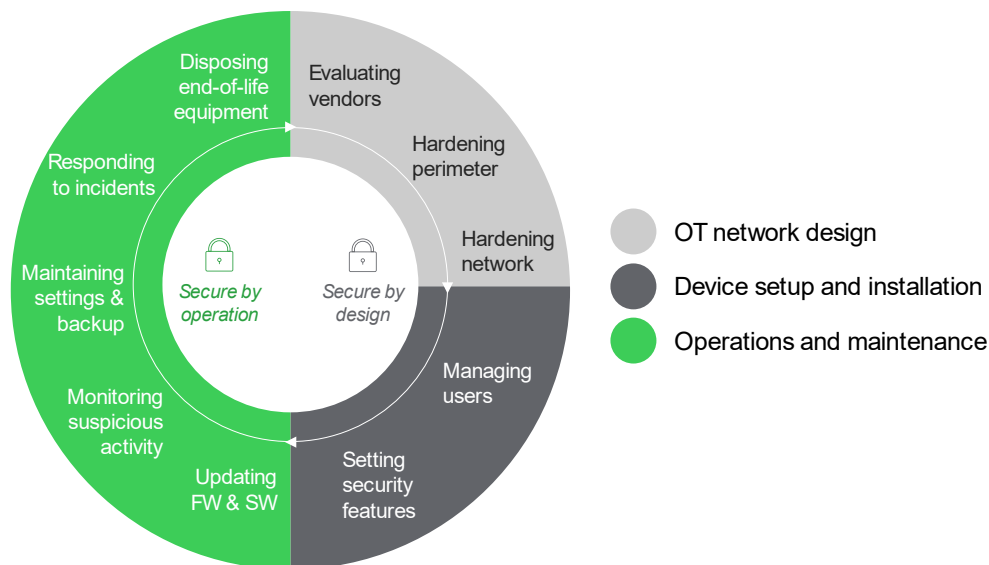 Disposing
end-of-life
equipment
Evaluating
vendors
Hardening
perimeter
Responding
to incidents
Hardening
network
Maintaining
settings &
backup
Secure by
operation
Secure by
design
Managing
users
Monitoring
suspicious
activity
Setting
security
features
Updating
FW & SW
OT network design
Device setup and installation
Operations and maintenance